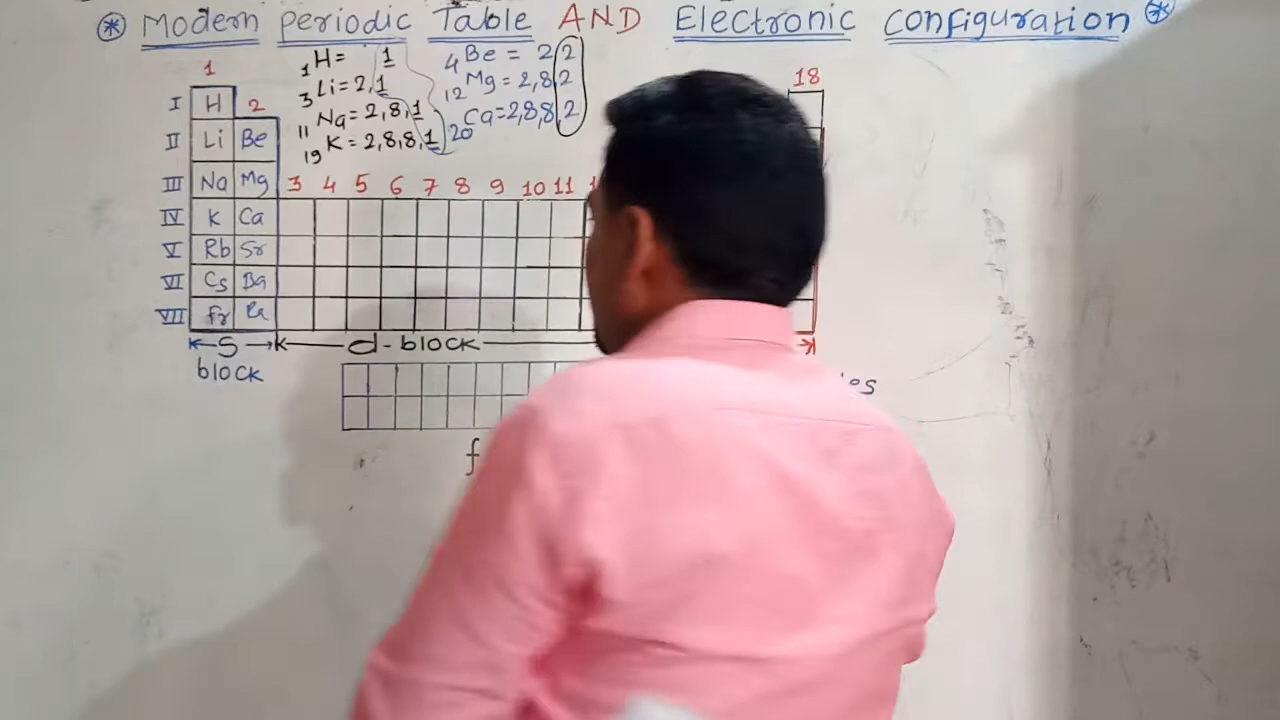 * Modern periodic Table AND Electronic configuration *
1H= 1
3Li=2,1
11Na=2,8,1
19K=2,8,8,1
4Be = 2 2
12Mg=2,8 2
20Ca=2,8,8,2
1 18
I H 2
II Li Be
III Na Mg 3 4 5 6 7 8 9 10 11
IV K Ca
V Rb Sr
VI Cs Ba
VII Fr Ra
S d-block
block
f